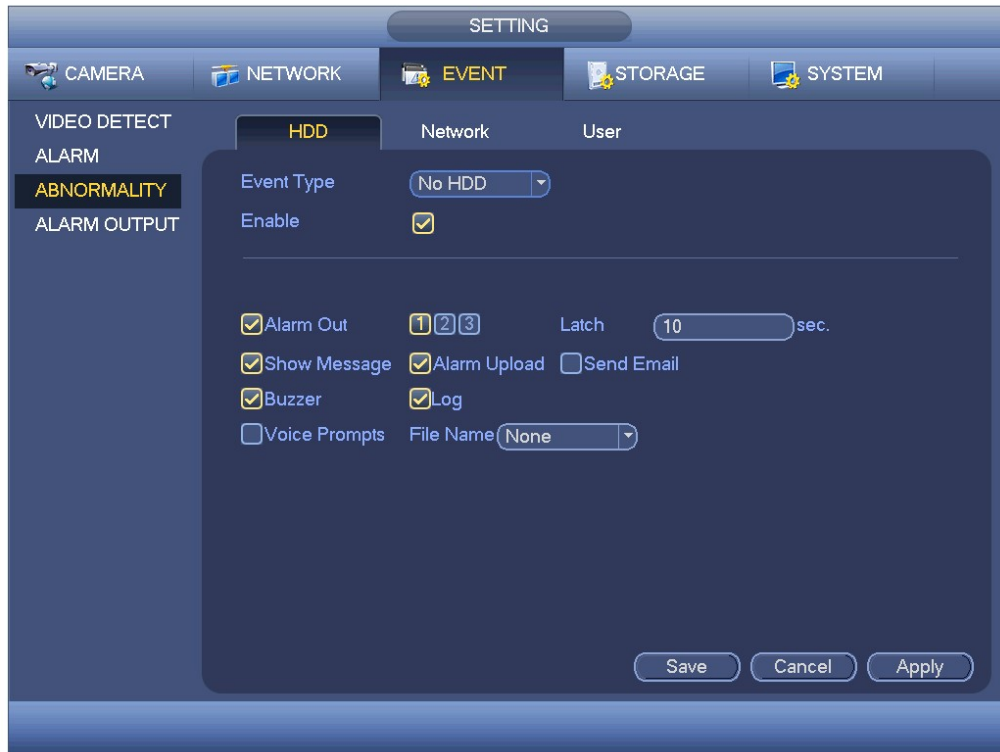 SETTING
CAMERA NETWORK EVENT STORAGE SYSTEM
VIDEO DETECT
ALARM
ABNORMALITY
ALARM OUTPUT
HDD Network User
Event Type No HDD
Enable
Alarm Out 1 2 3 Latch 10 sec.
Show Message Alarm Upload Send Email
Buzzer Log
Voice Prompts File Name None
Save Cancel Apply